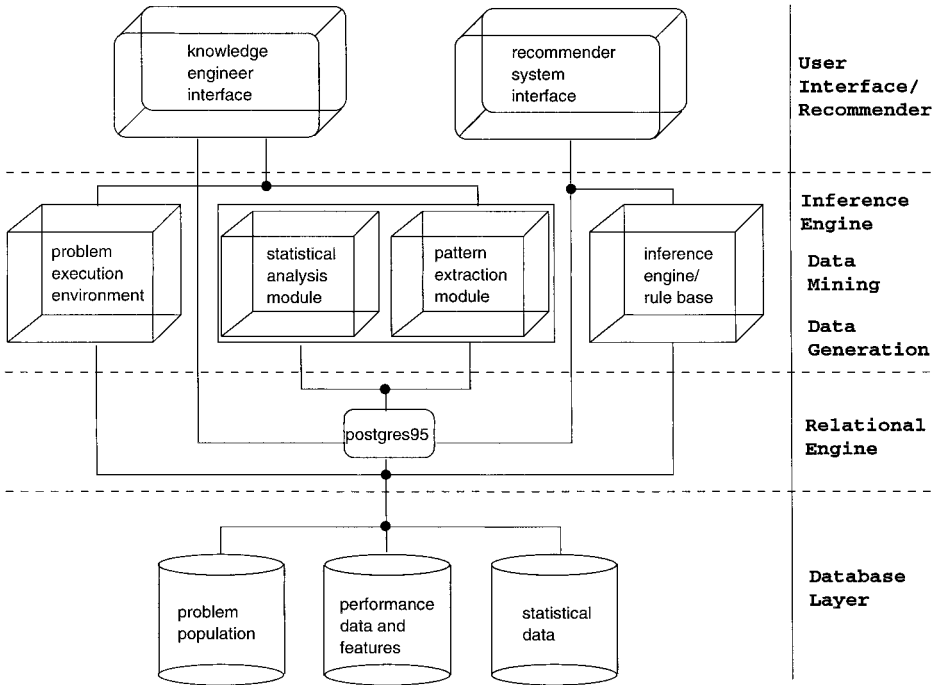 knowledge
engineer
interface
recommender
system
interface
User
Interface/
Recommender
problem
execution
environment
statistical
analysis
module
pattern
extraction
module
inference
engine/
rule base
Inference
Engine
Data
Mining
Data
Generation
postgres95
Relational
Engine
problem
population
performance
data and
features
statistical
data
Database
Layer